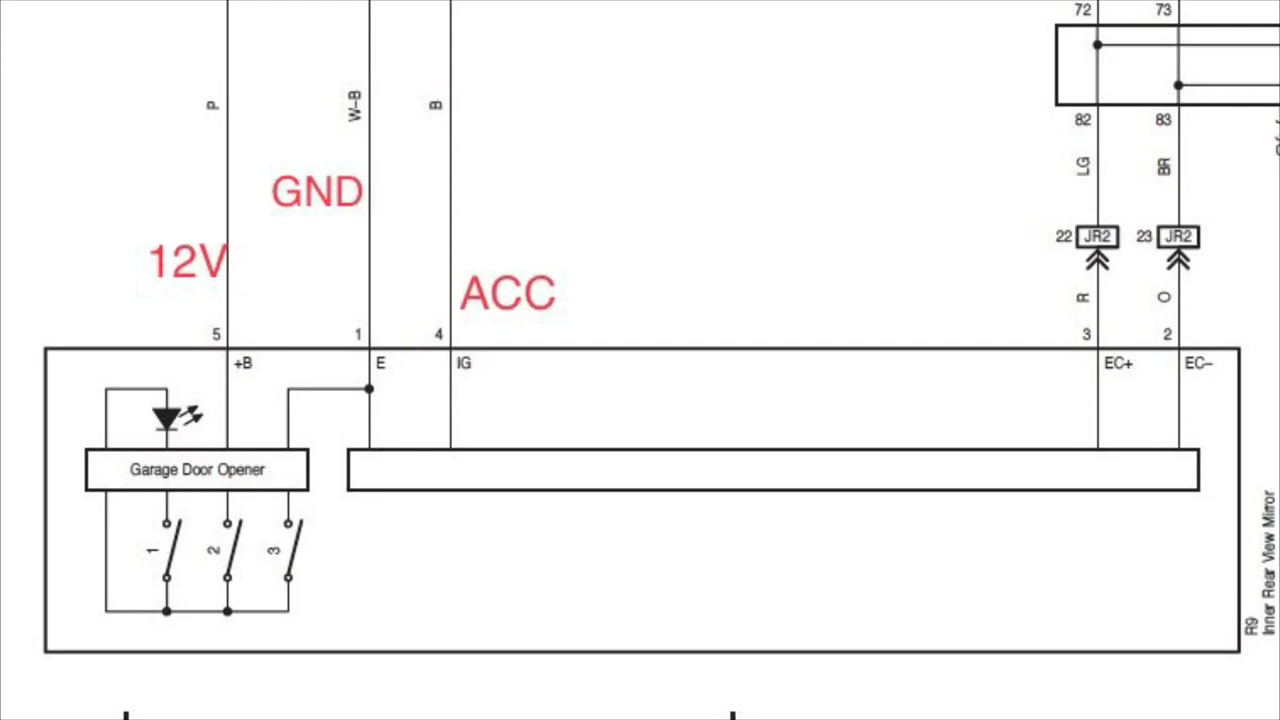 72 73
P W–B B
82 83
LG BR
GND
22 JR2 23 JR2
12V
ACC
R O
5 1 4 3 2
+B E IG EC+ EC–
Garage Door Opener
1 2 3
R9
Inner Rear View Mirror